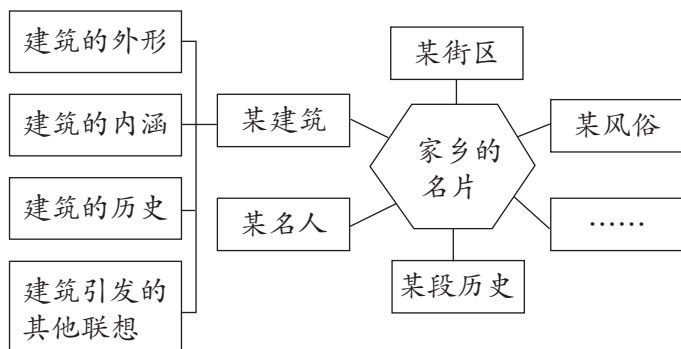 建筑的外形
建筑的内涵
建筑的历史
建筑引发的
其他联想
某建筑
某名人
某街区
家乡的
名片
某段历史
某风俗
……